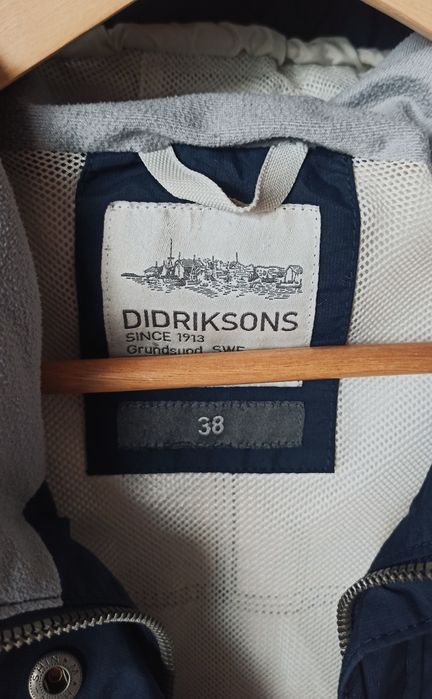 DIDRIKSONS
SINCE 1913
Grundsund, SWE
38